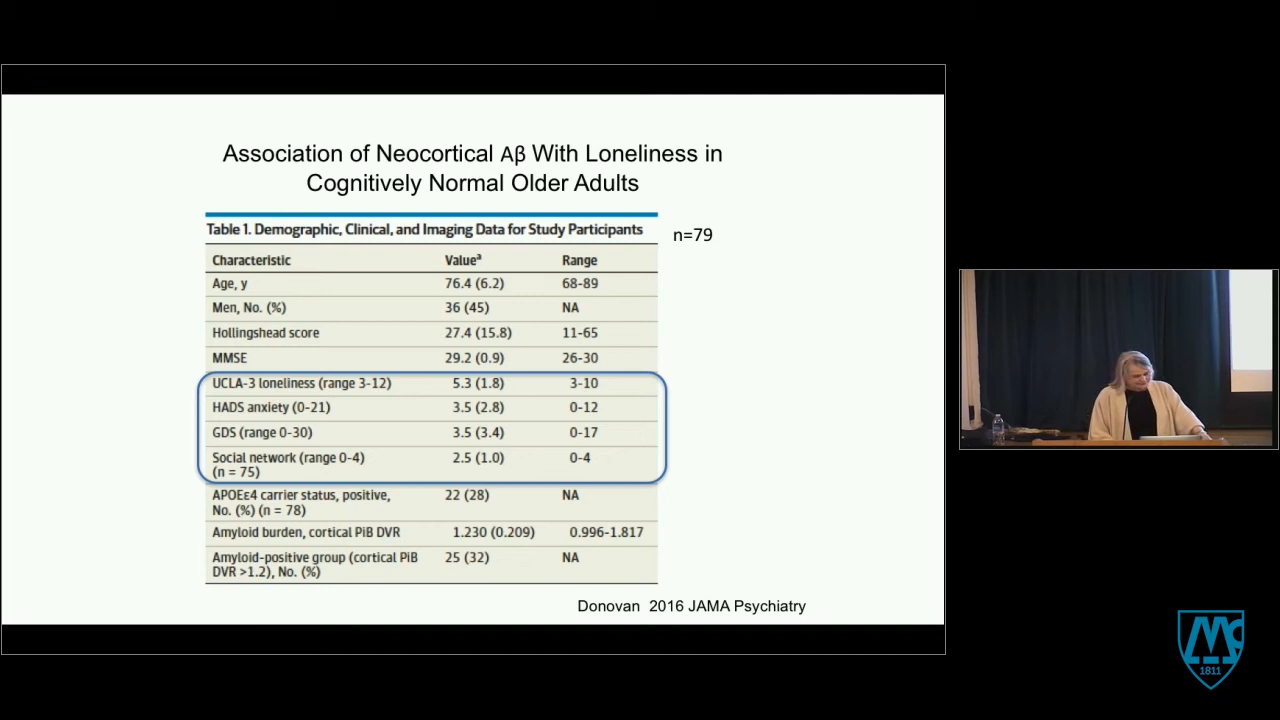 Association of Neocortical Aβ With Loneliness in
Cognitively Normal Older Adults
Table 1. Demographic, Clinical, and Imaging Data for Study Participants
n=79
Characteristic Valueᵃ Range
Age, y 76.4 (6.2) 68-89
Men, No. (%) 36 (45) NA
Hollingshead score 27.4 (15.8) 11-65
MMSE 29.2 (0.9) 26-30
UCLA-3 loneliness (range 3-12) 5.3 (1.8) 3-10
HADS anxiety (0-21) 3.5 (2.8) 0-12
GDS (range 0-30) 3.5 (3.4) 0-17
Social network (range 0-4) 2.5 (1.0) 0-4
(n = 75)
APOEε4 carrier status, positive, 22 (28) NA
No. (%) (n = 78)
Amyloid burden, cortical PiB DVR 1.230 (0.209) 0.996-1.817
Amyloid-positive group (cortical PiB 25 (32) NA
DVR >1.2), No. (%)
Donovan 2016 JAMA Psychiatry
Mc
1811